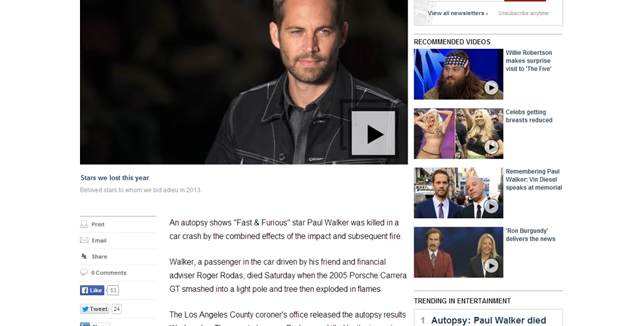 View all newsletters ›
Unsubscribe anytime.
RECOMMENDED VIDEOS
Willie Robertson
makes surprise
visit to 'The Five'
Celebs getting
breasts reduced
Remembering Paul
Walker: Vin Diesel
speaks at memorial
'Ron Burgundy'
delivers the news
Stars we lost this year
Beloved stars to whom we bid adieu in 2013.
Print
Email
Share
0 Comments
Like 53
Tweet 24
An autopsy shows "Fast & Furious" star Paul Walker was killed in a
car crash by the combined effects of the impact and subsequent fire.
Walker, a passenger in the car driven by his friend and financial
adviser Roger Rodas, died Saturday when the 2005 Porsche Carrera
GT smashed into a light pole and tree then exploded in flames.
The Los Angeles County coroner's office released the autopsy results
TRENDING IN ENTERTAINMENT
1 Autopsy: Paul Walker died